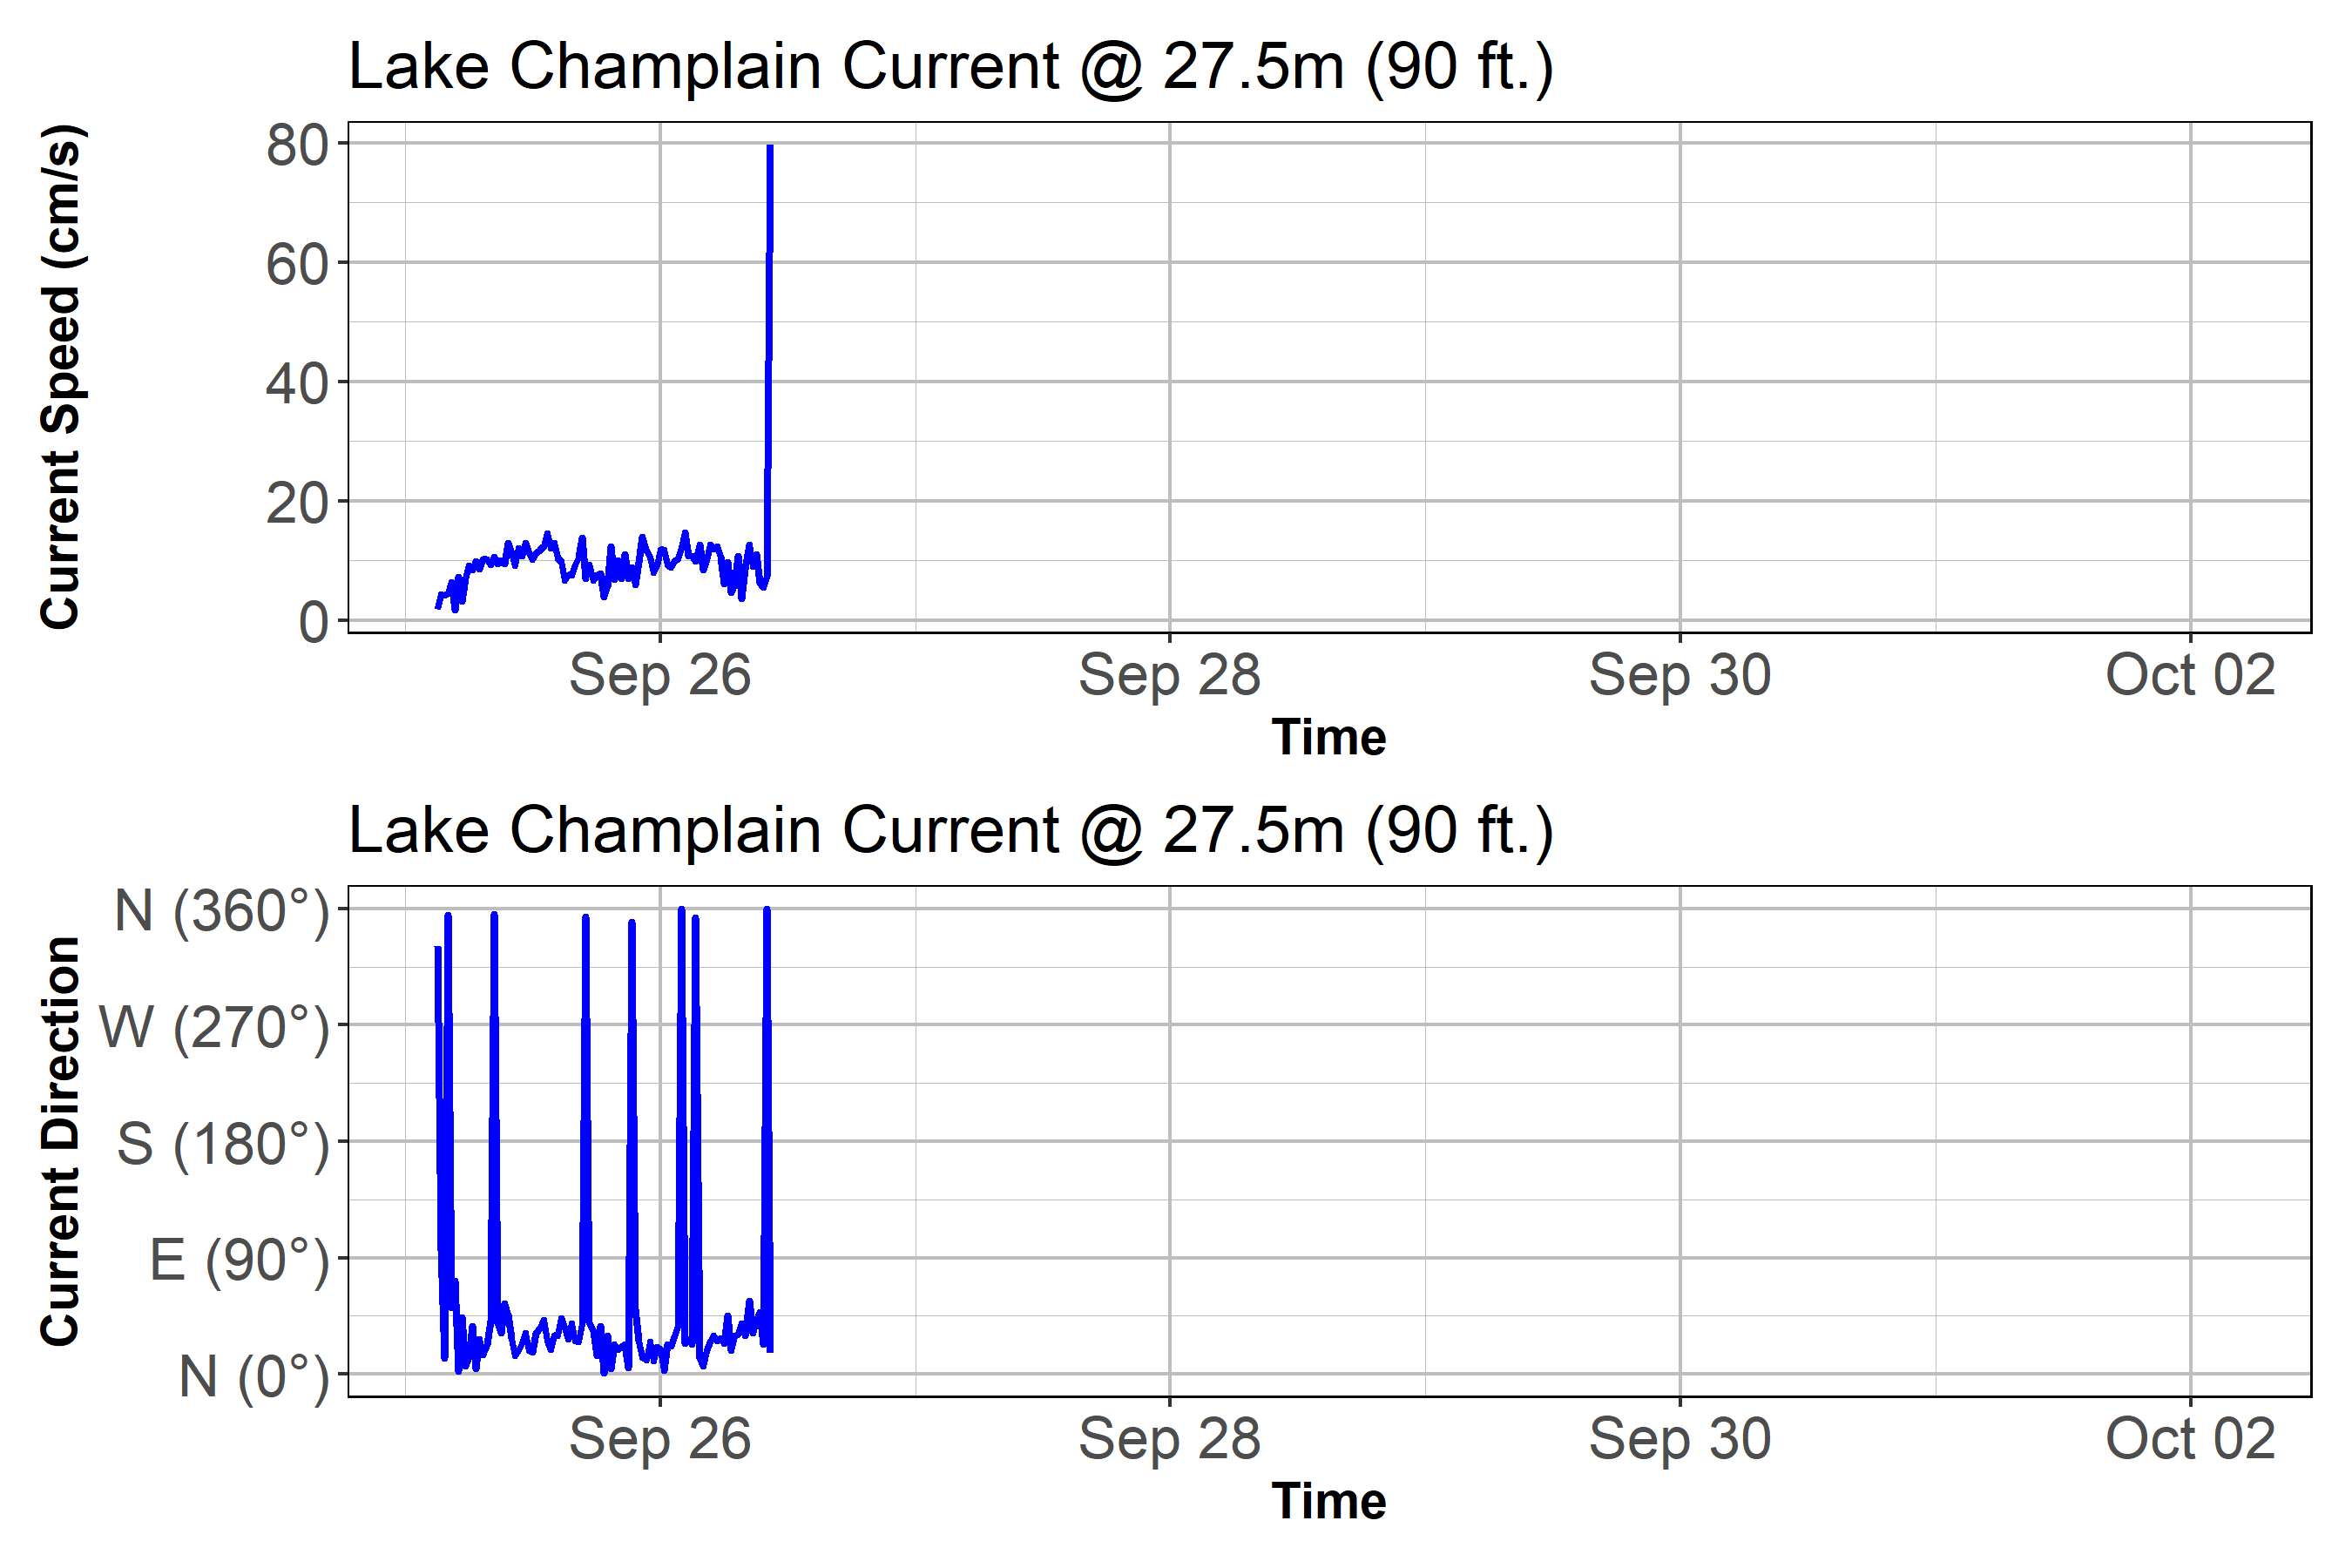 Lake Champlain Current @ 27.5m (90 ft.)
Current Speed (cm/s)
80
60
40
20
0
Sep 26 Sep 28 Sep 30 Oct 02
Time
Lake Champlain Current @ 27.5m (90 ft.)
Current Direction
N (360°)
W (270°)
S (180°)
E (90°)
N (0°)
Sep 26 Sep 28 Sep 30 Oct 02
Time